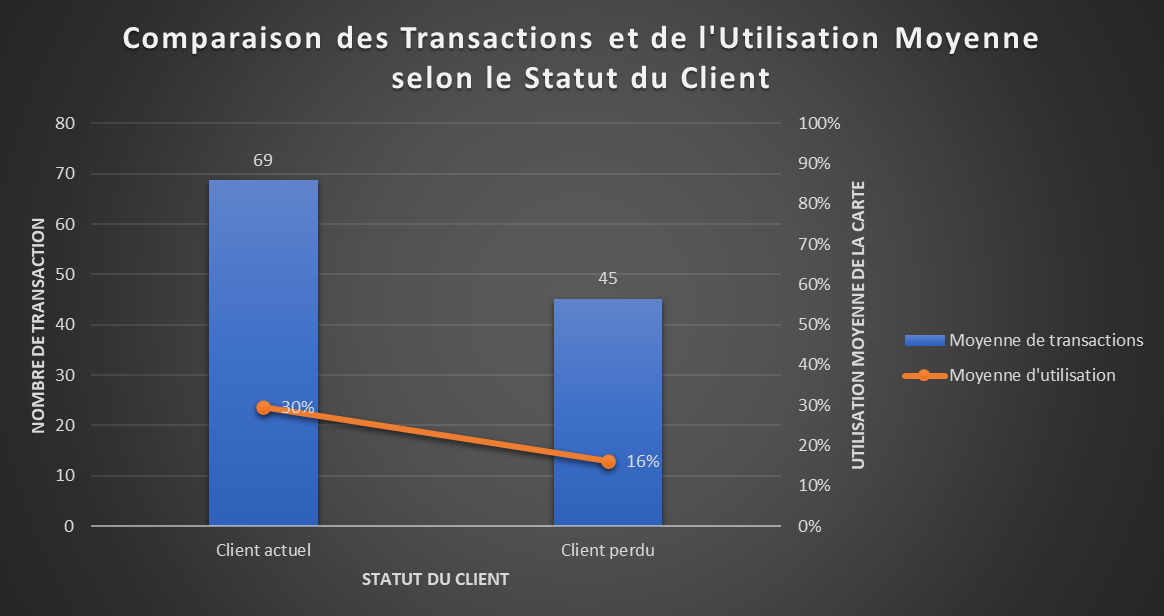 Comparaison des Transactions et de l'Utilisation Moyenne
selon le Statut du Client
80
70
60
50
40
30
20
10
0
NOMBRE DE TRANSACTION
69
45
30%
16%
100%
90%
80%
70%
60%
50%
40%
30%
20%
10%
0%
UTILISATION MOYENNE DE LA CARTE
Client actuel
Client perdu
STATUT DU CLIENT
Moyenne de transactions
Moyenne d'utilisation